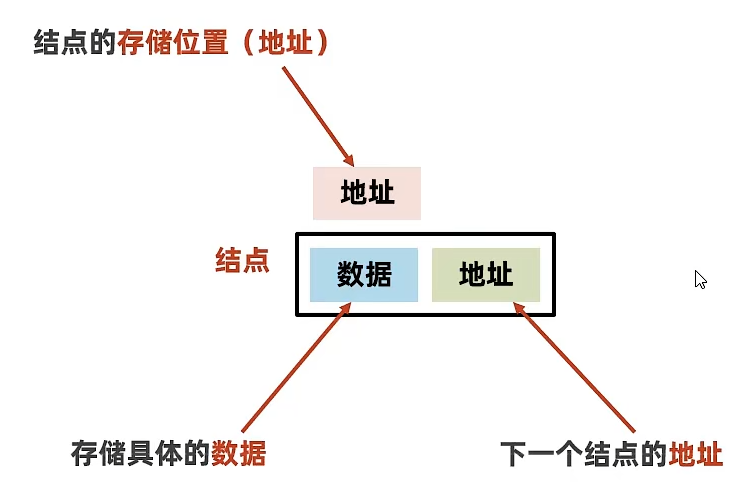 结点的存储位置（地址）
地址
结点
数据 地址
存储具体的数据
下一个结点的地址